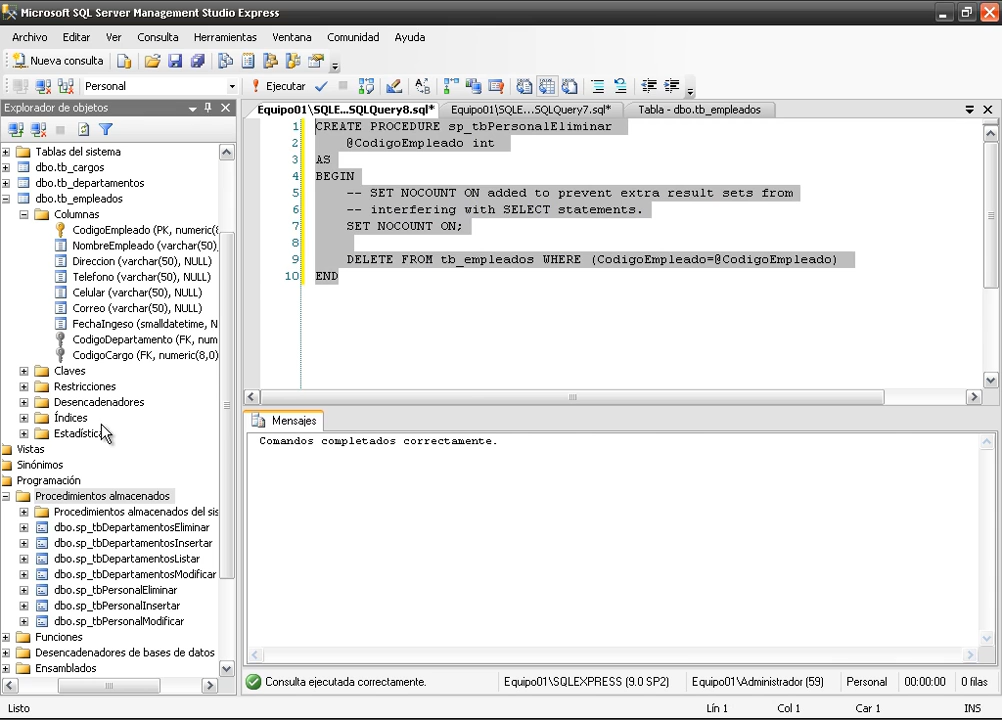 Microsoft SQL Server Management Studio Express
Archivo Editar Ver Consulta Herramientas Ventana Comunidad Ayuda
Nueva consulta
Personal Ejecutar
Explorador de objetos
Equipo01\SQLE...SQLQuery8.sql* Equipo01\SQLE...SQLQuery7.sql* Tabla - dbo.tb_empleados
Tablas del sistema
dbo.tb_cargos
dbo.tb_departamentos
dbo.tb_empleados
Columnas
CodigoEmpleado (PK, numeric(8
NombreEmpleado (varchar(50)
Direccion (varchar(50), NULL)
Telefono (varchar(50), NULL)
Celular (varchar(50), NULL)
Correo (varchar(50), NULL)
FechaIngeso (smalldatetime, N
CodigoDepartamento (FK, num
CodigoCargo (FK, numeric(8,0)
Claves
Restricciones
Desencadenadores
Índices
Estadístic
Vistas
Sinónimos
Programación
Procedimientos almacenados
Procedimientos almacenados del sis
dbo.sp_tbDepartamentosEliminar
dbo.sp_tbDepartamentosInsertar
dbo.sp_tbDepartamentosListar
dbo.sp_tbDepartamentosModificar
dbo.sp_tbPersonalEliminar
dbo.sp_tbPersonalInsertar
dbo.sp_tbPersonalModificar
Funciones
Desencadenadores de bases de datos
Ensamblados
1 CREATE PROCEDURE sp_tbPersonalEliminar
2 @CodigoEmpleado int
3 AS
4 BEGIN
5 -- SET NOCOUNT ON added to prevent extra result sets from
6 -- interfering with SELECT statements.
7 SET NOCOUNT ON;
8
9 DELETE FROM tb_empleados WHERE (CodigoEmpleado=@CodigoEmpleado)
10 END
Mensajes
Comandos completados correctamente.
Consulta ejecutada correctamente. Equipo01\SQLEXPRESS (9.0 SP2) Equipo01\Administrador (59) Personal 00:00:00 0 filas
Listo Lín 1 Col 1 Car 1 INS